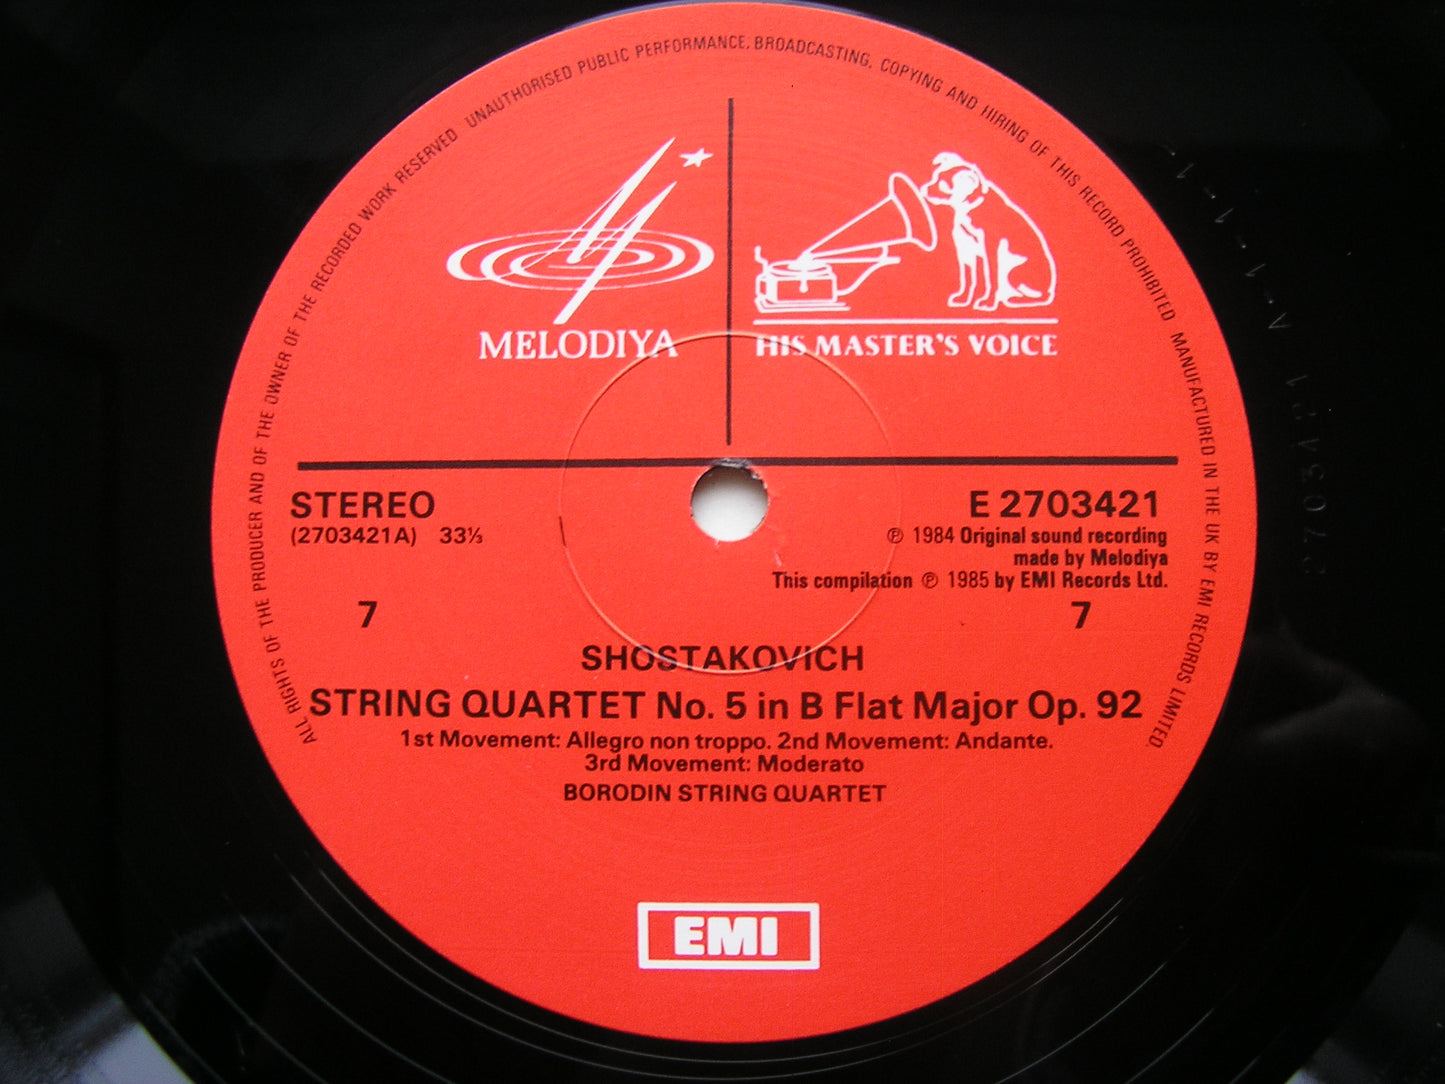 ALL RIGHTS OF THE PRODUCER AND OF THE OWNER OF THE RECORDED WORK RESERVED UNAUTHORISED PUBLIC PERFORMANCE, BROADCASTING, COPYING AND HIRING OF THIS RECORD PROHIBITED MANUFACTURED IN THE UK BY EMI RECORDS LIMITED.
MELODIYA
HIS MASTER'S VOICE
STEREO
(2703421A) 33⅓
E 2703421
℗ 1984 Original sound recording
made by Melodiya
This compilation ℗ 1985 by EMI Records Ltd.
7
7
SHOSTAKOVICH
STRING QUARTET No. 5 in B Flat Major Op. 92
1st Movement: Allegro non troppo. 2nd Movement: Andante.
3rd Movement: Moderato
BORODIN STRING QUARTET
EMI